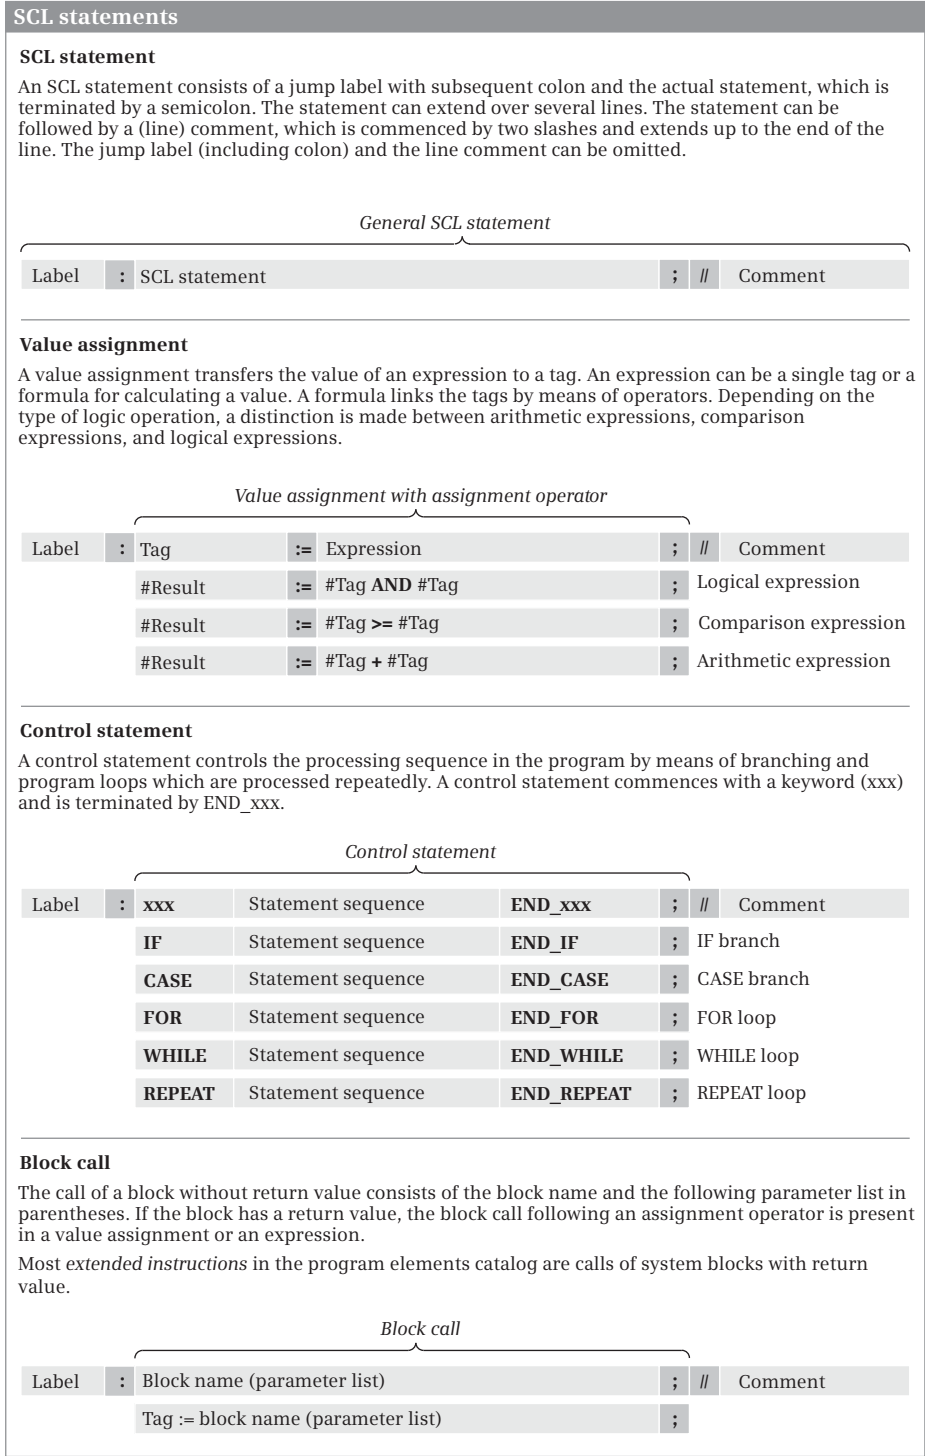 SCL statements
SCL statement
An SCL statement consists of a jump label with subsequent colon and the actual statement, which is
terminated by a semicolon. The statement can extend over several lines. The statement can be
followed by a (line) comment, which is commenced by two slashes and extends up to the end of the
line. The jump label (including colon) and the line comment can be omitted.
General SCL statement
Label : SCL statement ; // Comment
Value assignment
A value assignment transfers the value of an expression to a tag. An expression can be a single tag or a
formula for calculating a value. A formula links the tags by means of operators. Depending on the
type of logic operation, a distinction is made between arithmetic expressions, comparison
expressions, and logical expressions.
Value assignment with assignment operator
Label : Tag := Expression ; // Comment
#Result := #Tag AND #Tag ; Logical expression
#Result := #Tag >= #Tag ; Comparison expression
#Result := #Tag + #Tag ; Arithmetic expression
Control statement
A control statement controls the processing sequence in the program by means of branching and
program loops which are processed repeatedly. A control statement commences with a keyword (xxx)
and is terminated by END_xxx.
Control statement
Label : xxx Statement sequence END_xxx ; // Comment
IF Statement sequence END_IF ; IF branch
CASE Statement sequence END_CASE ; CASE branch
FOR Statement sequence END_FOR ; FOR loop
WHILE Statement sequence END_WHILE ; WHILE loop
REPEAT Statement sequence END_REPEAT ; REPEAT loop
Block call
The call of a block without return value consists of the block name and the following parameter list in
parentheses. If the block has a return value, the block call following an assignment operator is present
in a value assignment or an expression.
Most extended instructions in the program elements catalog are calls of system blocks with return
value.
Block call
Label : Block name (parameter list) ; // Comment
Tag := block name (parameter list) ;